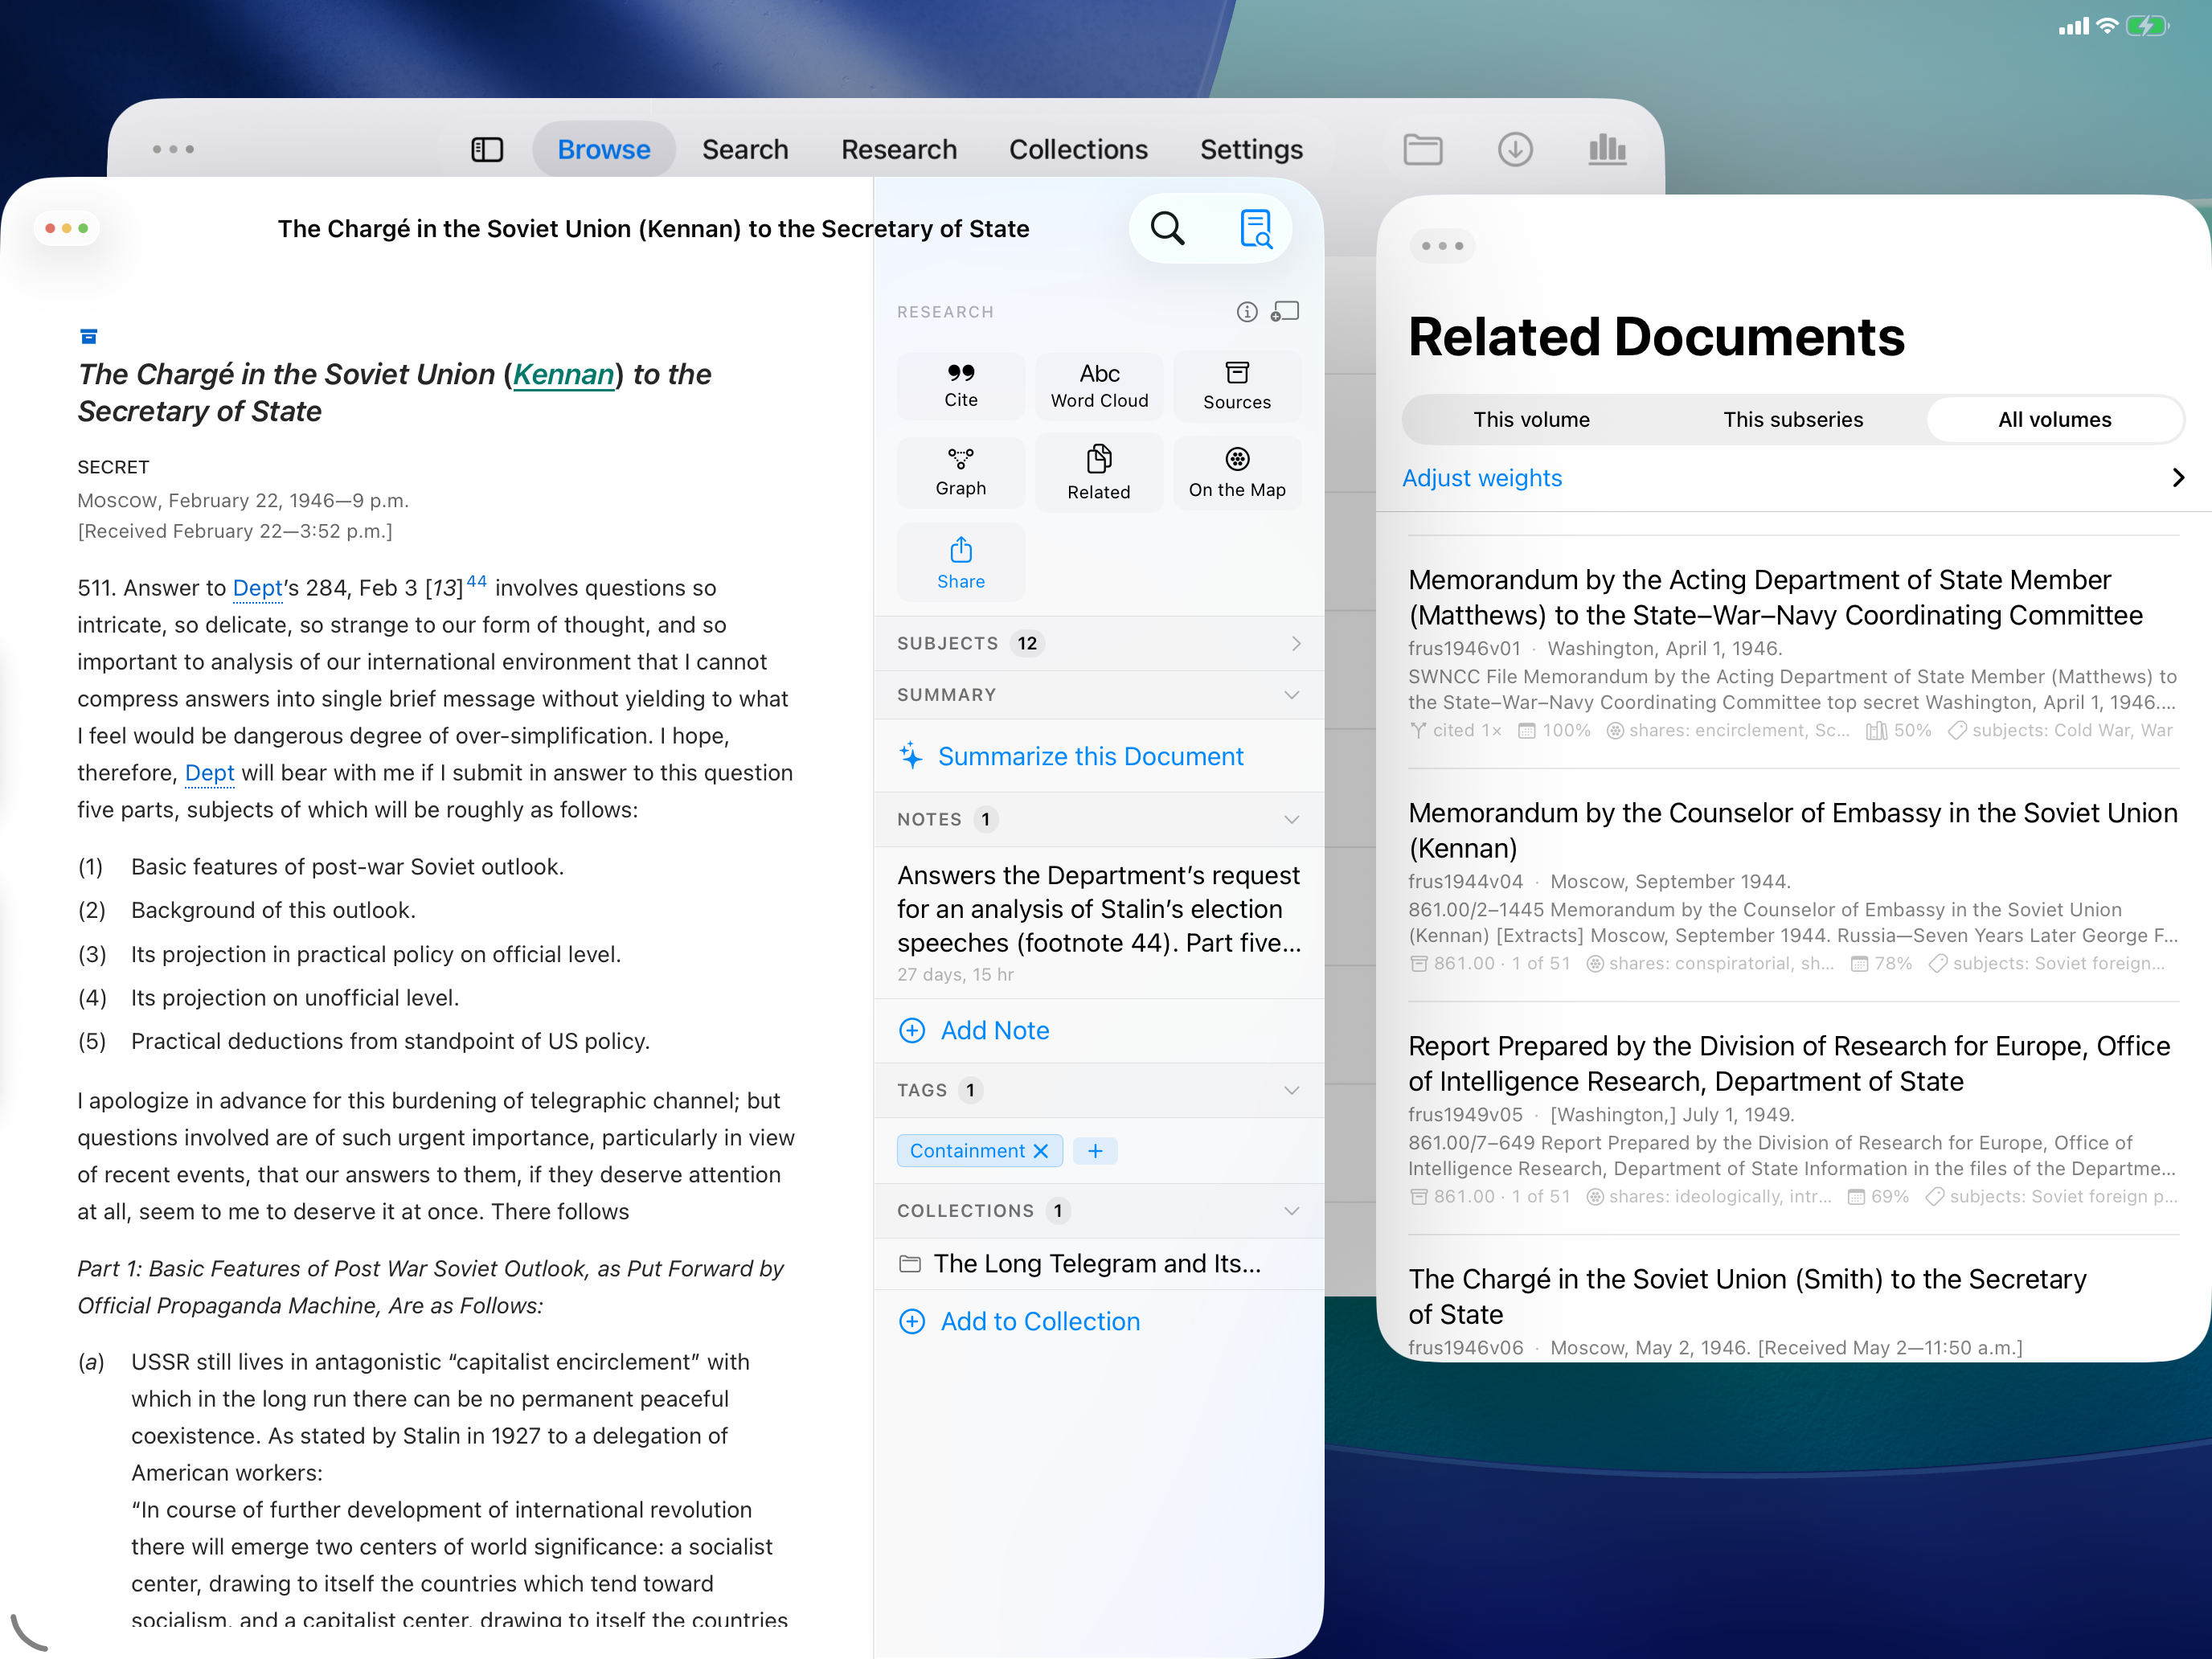 Browse Search Research Collections Settings
The Chargé in the Soviet Union (Kennan) to the Secretary of State
The Chargé in the Soviet Union (Kennan) to the
Secretary of State
SECRET
Moscow, February 22, 1946—9 p.m.
[Received February 22—3:52 p.m.]
511. Answer to Dept’s 284, Feb 3 [13]44 involves questions so
intricate, so delicate, so strange to our form of thought, and so
important to analysis of our international environment that I cannot
compress answers into single brief message without yielding to what
I feel would be dangerous degree of over-simplification. I hope,
therefore, Dept will bear with me if I submit in answer to this question
five parts, subjects of which will be roughly as follows:
(1) Basic features of post-war Soviet outlook.
(2) Background of this outlook.
(3) Its projection in practical policy on official level.
(4) Its projection on unofficial level.
(5) Practical deductions from standpoint of US policy.
I apologize in advance for this burdening of telegraphic channel; but
questions involved are of such urgent importance, particularly in view
of recent events, that our answers to them, if they deserve attention
at all, seem to me to deserve it at once. There follows
Part 1: Basic Features of Post War Soviet Outlook, as Put Forward by
Official Propaganda Machine, Are as Follows:
(a) USSR still lives in antagonistic “capitalist encirclement” with
which in the long run there can be no permanent peaceful
coexistence. As stated by Stalin in 1927 to a delegation of
American workers:
“In course of further development of international revolution
there will emerge two centers of world significance: a socialist
center, drawing to itself the countries which tend toward
socialism, and a capitalist center, drawing to itself the countries
RESEARCH
Cite
Abc
Word Cloud
Sources
Graph
Related
On the Map
Share
SUBJECTS 12
SUMMARY
Summarize this Document
NOTES 1
Answers the Department’s request
for an analysis of Stalin’s election
speeches (footnote 44). Part five...
27 days, 15 hr
Add Note
TAGS 1
Containment
COLLECTIONS 1
The Long Telegram and Its...
Add to Collection
Related Documents
This volume This subseries All volumes
Adjust weights
Memorandum by the Acting Department of State Member
(Matthews) to the State–War–Navy Coordinating Committee
frus1946v01 · Washington, April 1, 1946.
SWNCC File Memorandum by the Acting Department of State Member (Matthews) to
the State–War–Navy Coordinating Committee top secret Washington, April 1, 1946....
cited 1× 100% shares: encirclement, Sc... 50% subjects: Cold War, War
Memorandum by the Counselor of Embassy in the Soviet Union
(Kennan)
frus1944v04 · Moscow, September 1944.
861.00/2–1445 Memorandum by the Counselor of Embassy in the Soviet Union
(Kennan) [Extracts] Moscow, September 1944. Russia—Seven Years Later George F...
861.00 · 1 of 51 shares: conspiratorial, sh... 78% subjects: Soviet foreign...
Report Prepared by the Division of Research for Europe, Office
of Intelligence Research, Department of State
frus1949v05 · [Washington,] July 1, 1949.
861.00/7–649 Report Prepared by the Division of Research for Europe, Office of
Intelligence Research, Department of State Information in the files of the Departme...
861.00 · 1 of 51 shares: ideologically, intr... 69% subjects: Soviet foreign p...
The Chargé in the Soviet Union (Smith) to the Secretary
of State
frus1946v06 · Moscow, May 2, 1946. [Received May 2—11:50 a.m.]